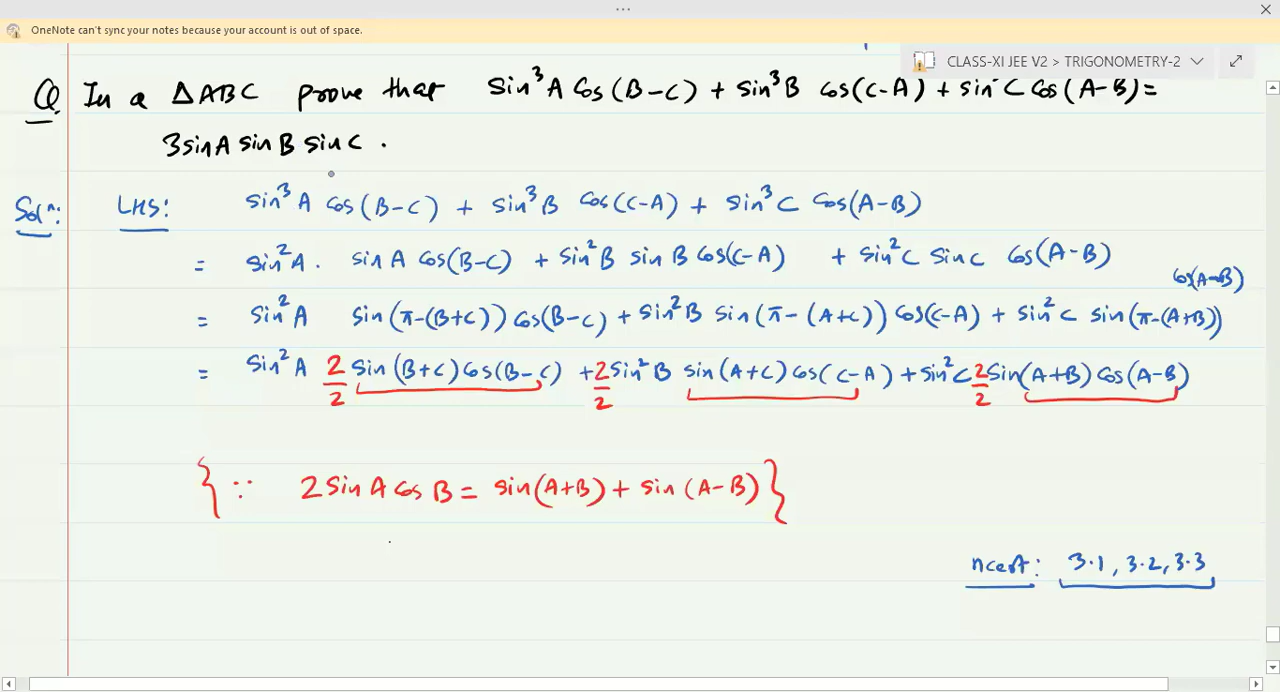 OneNote can't sync your notes because your account is out of space.
CLASS-XI JEE V2 > TRIGONOMETRY-2
Q In a ΔABC prove that sin³A Cos(B-C) + sin³B cos(C-A) + sin³C Cos(A-B) =
3sinA sinB sinC.
Solⁿ: LHS: sin³A cos(B-C) + sin³B cos(C-A) + sin³C cos(A-B)
= sin²A. sinA cos(B-C) + sin²B sinB cos(C-A) + sin²C sinC cos(A-B)
cos(A-B)
= sin²A sin(π-(B+C)) cos(B-C) + sin²B sin(π-(A+C)) cos(C-A) + sin²C sin(π-(A+B))
= sin²A 2/2 sin(B+C) cos(B-C) + 2/2 sin²B sin(A+C) cos(C-A) + sin²C 2/2 sin(A+B) cos(A-B)
{ ∵ 2 sinA cosB = sin(A+B) + sin(A-B) }
ncert: 3.1, 3.2, 3.3